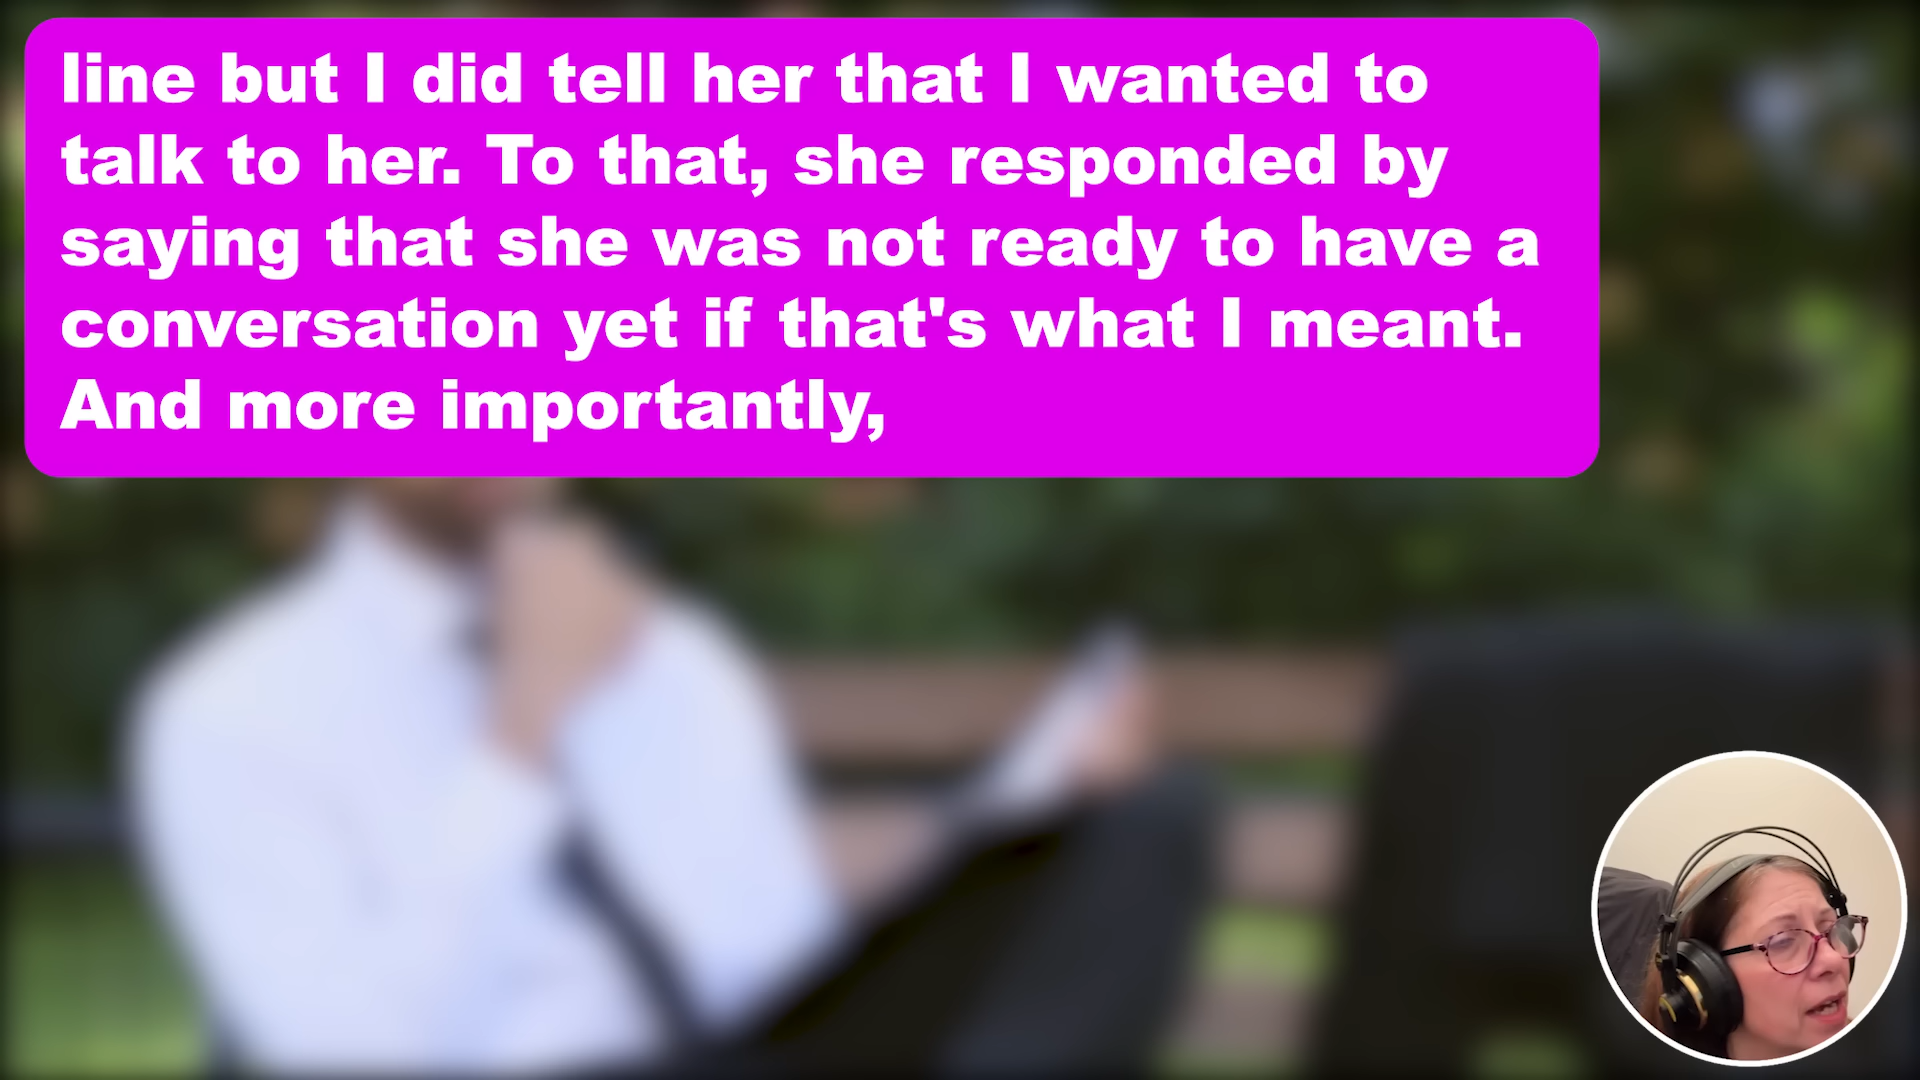 line but I did tell her that I wanted to
talk to her. To that, she responded by
saying that she was not ready to have a
conversation yet if that's what I meant.
And more importantly,